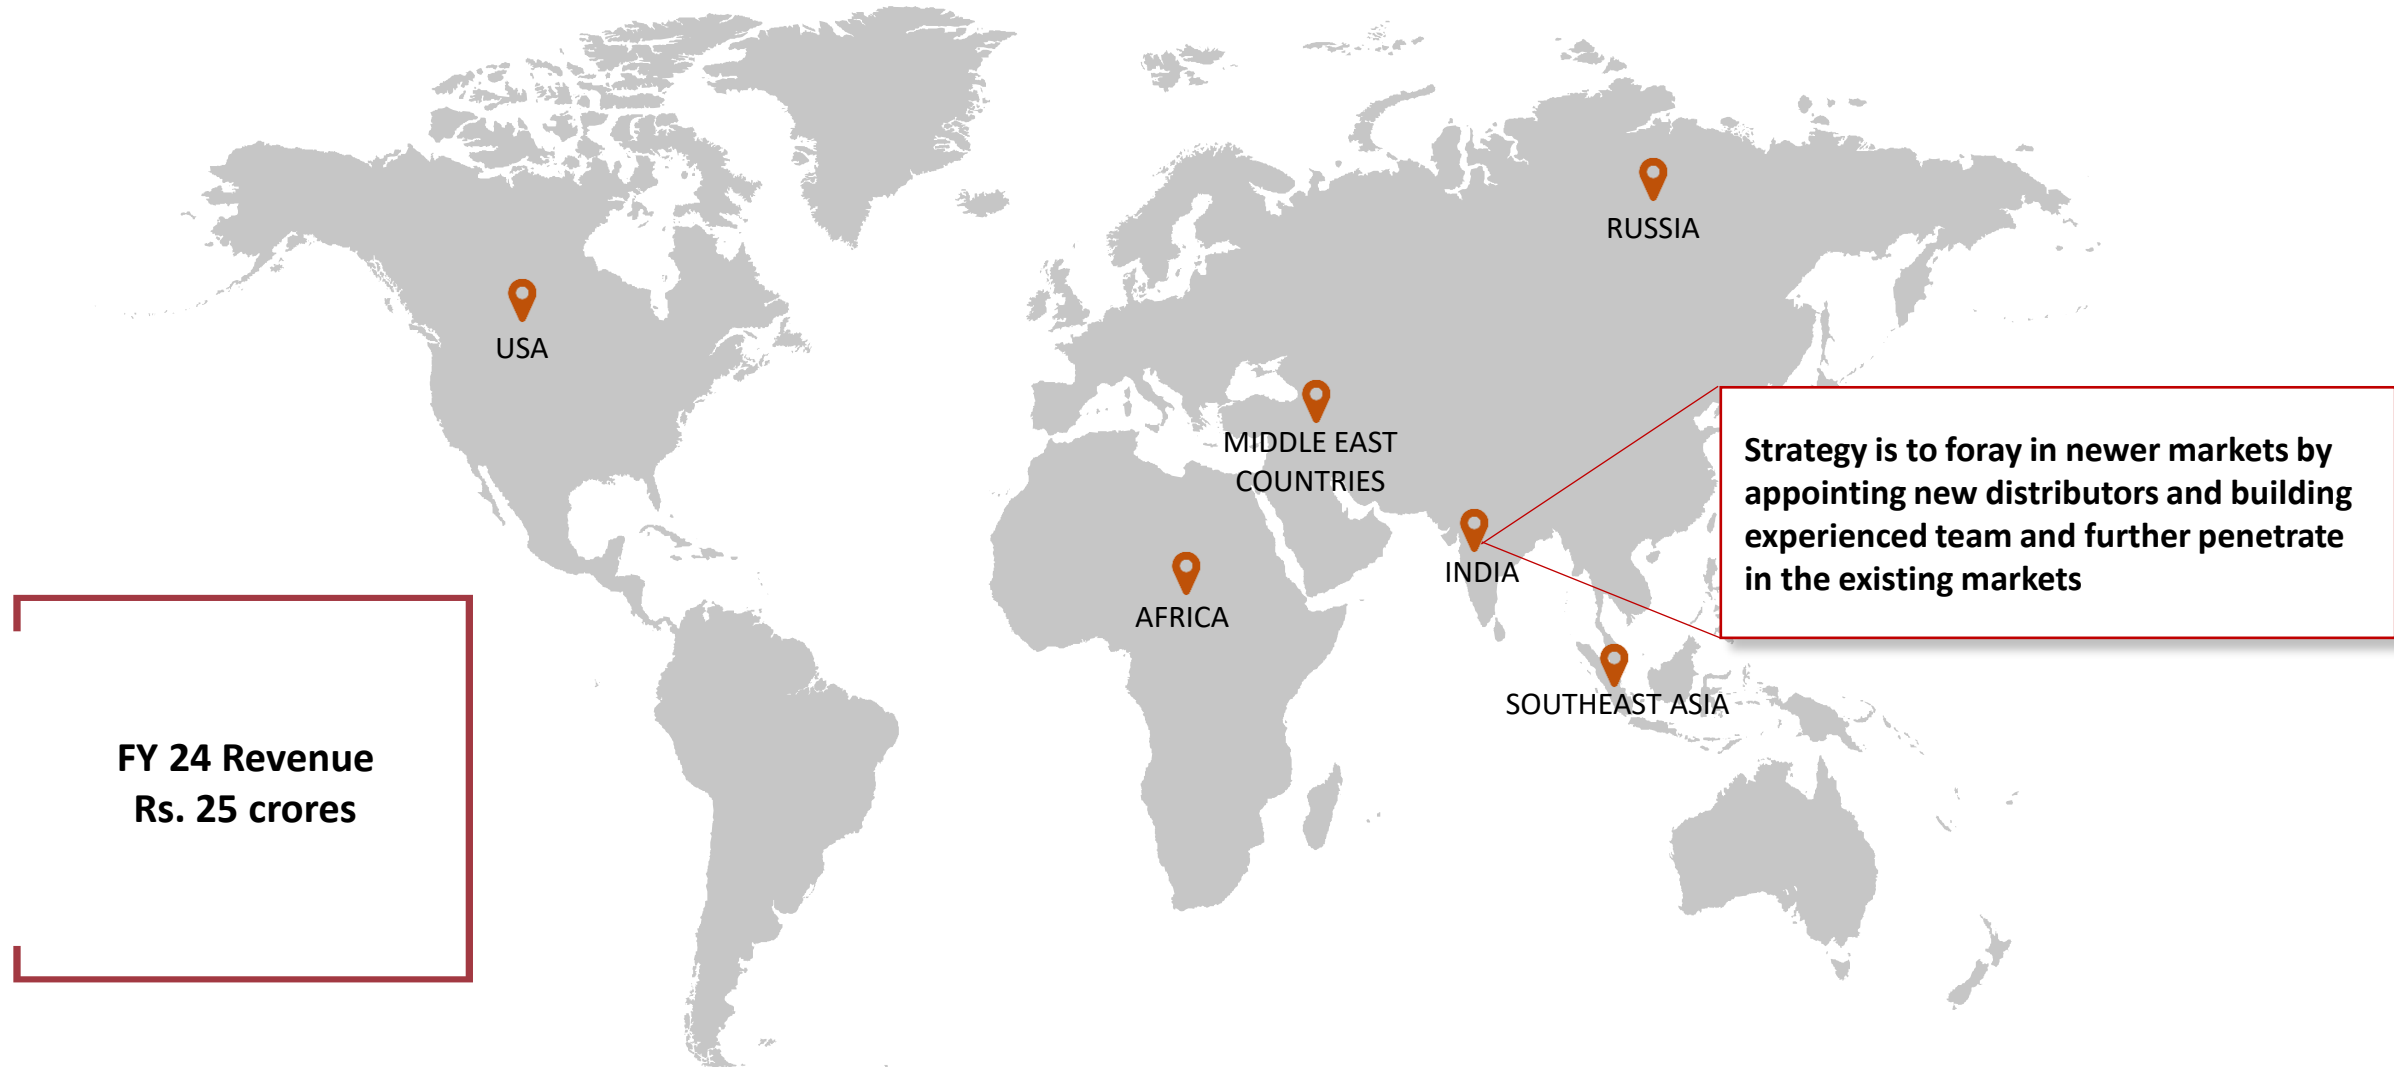 RUSSIA
USA
MIDDLE EAST
COUNTRIES
Strategy is to foray in newer markets by
appointing new distributors and building
experienced team and further penetrate
in the existing markets
INDIA
AFRICA
SOUTHEAST ASIA
FY 24 Revenue
Rs. 25 crores